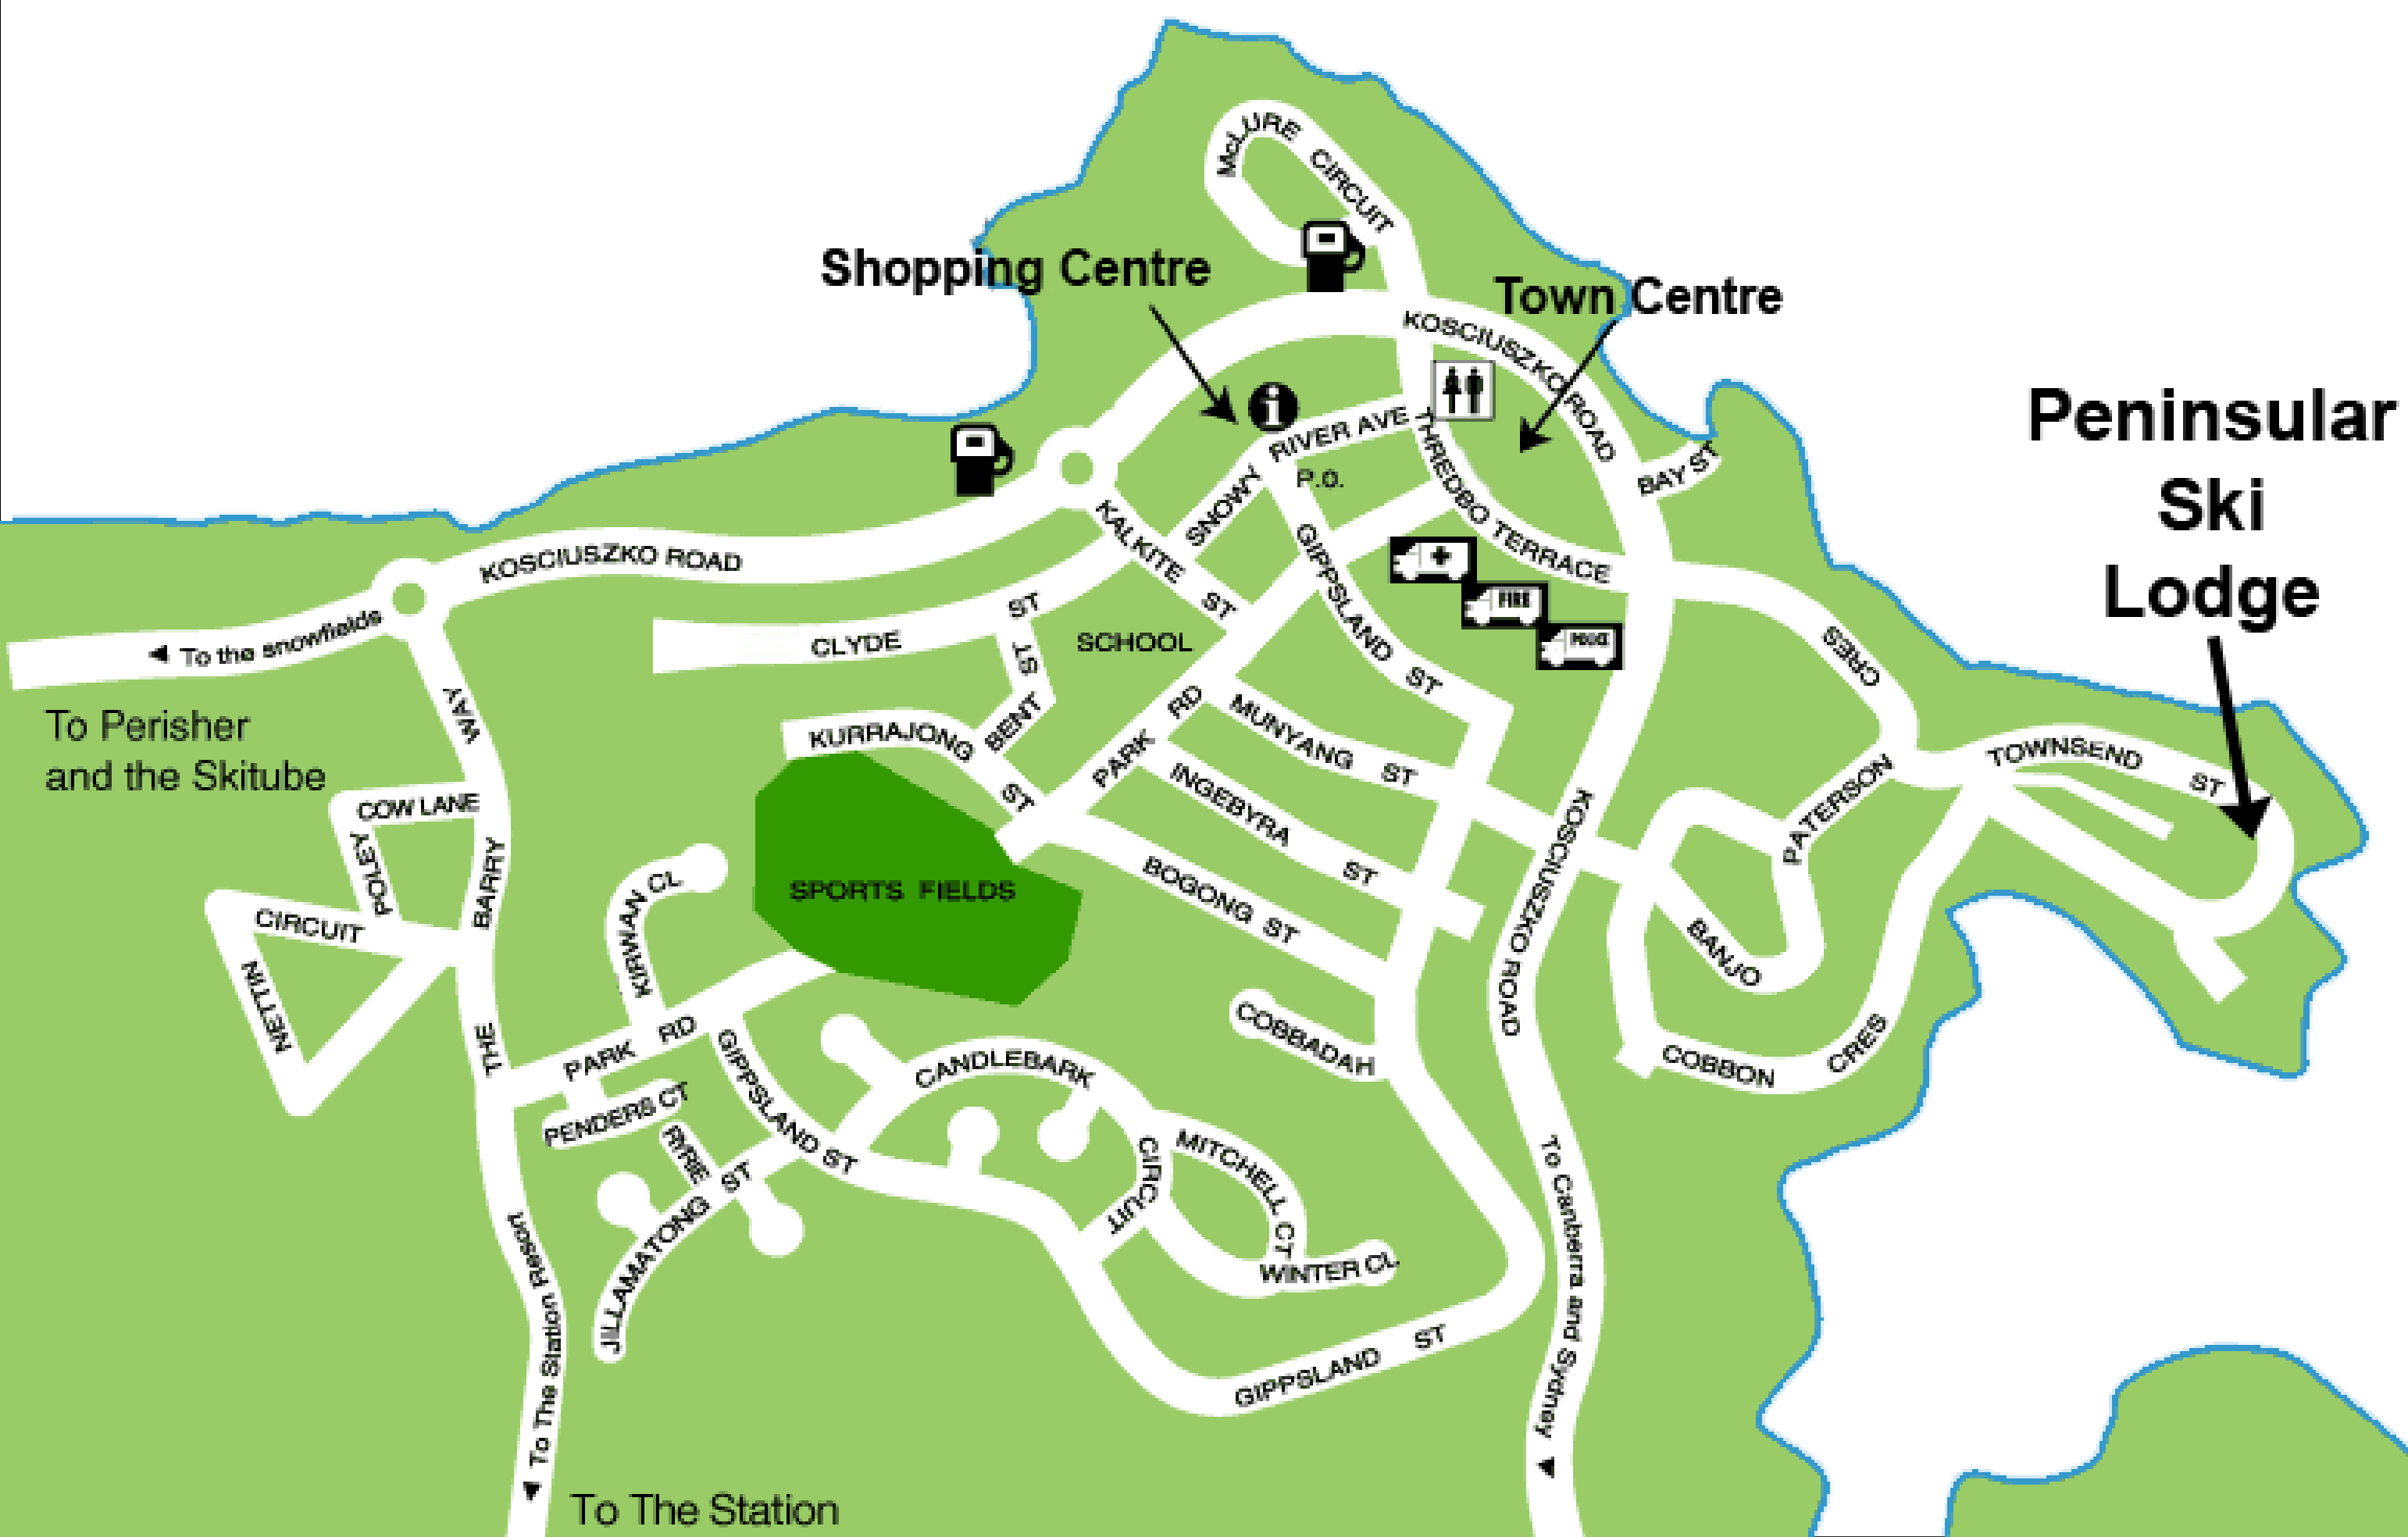 McLURE CIRCUIT
Shopping Centre
Town Centre
KOSCIUSZKO ROAD
Peninsular
Ski
Lodge
i
RIVER AVE
SNOWY
P.O.
THREDBO TERRACE
BAY ST
KALKITE ST
GIPPSLAND ST
FIRE
POLICE
KOSCIUSZKO ROAD
To the snowfields
CLYDE ST
BENT ST
SCHOOL
CRES
To Perisher
and the Skitube
WAY
KURRAJONG ST
PARK RD
MUNYANG ST
INGEBYRA ST
BOGONG ST
KOSCIUSZKO ROAD
PATERSON
TOWNSEND ST
COW LANE
POLEY
BARRY
CIRCUIT
NETTIN
THE
KIRWAN CL
SPORTS FIELDS
BANJO
COBBON CRES
COBBADAH
PARK RD
PENDERS CT
RYRIE
GIPPSLAND ST
JILLAMATONG ST
CANDLEBARK
CIRCUIT
MITCHELL CT
WINTER CL
GIPPSLAND ST
To Canberra and Sydney
To The Station Reson
To The Station